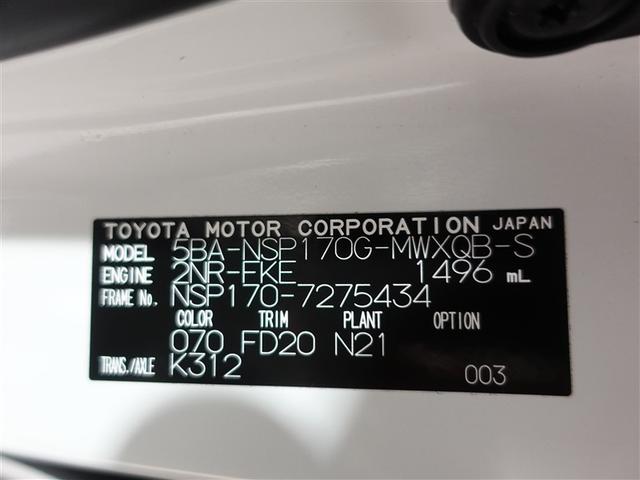 TOYOTA MOTOR CORPORATION JAPAN
MODEL 5BA-NSP170G-MWXQB-S
ENGINE 2NR-FKE 1496 mL
FRAME No. NSP170-7275434
COLOR TRIM PLANT OPTION
070 FD20 N21
TRANS./AXLE K312 003